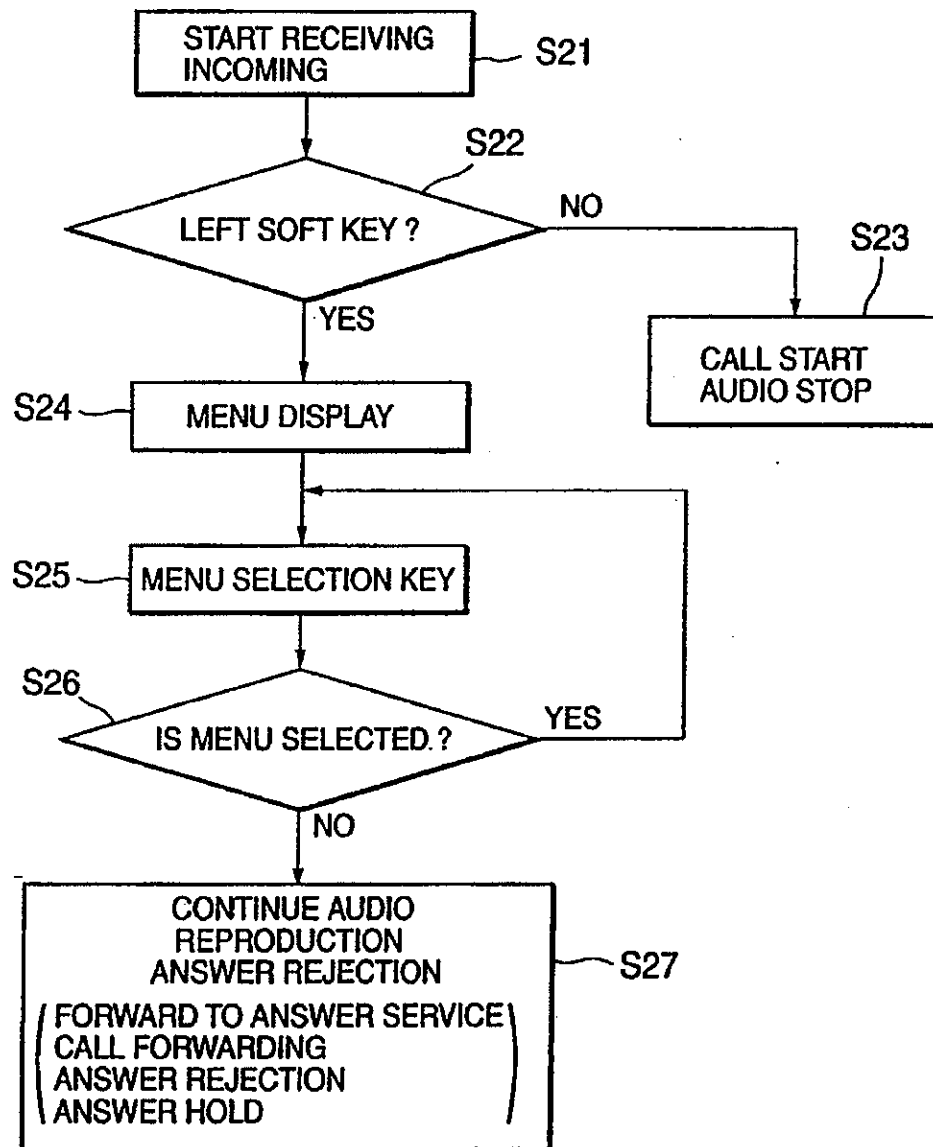 START RECEIVING
INCOMING
S21
S22
LEFT SOFT KEY ?
NO
S23
YES
CALL START
AUDIO STOP
S24
MENU DISPLAY
S25
MENU SELECTION KEY
S26
IS MENU SELECTED.?
YES
NO
CONTINUE AUDIO
REPRODUCTION
ANSWER REJECTION
S27
FORWARD TO ANSWER SERVICE
CALL FORWARDING
ANSWER REJECTION
ANSWER HOLD